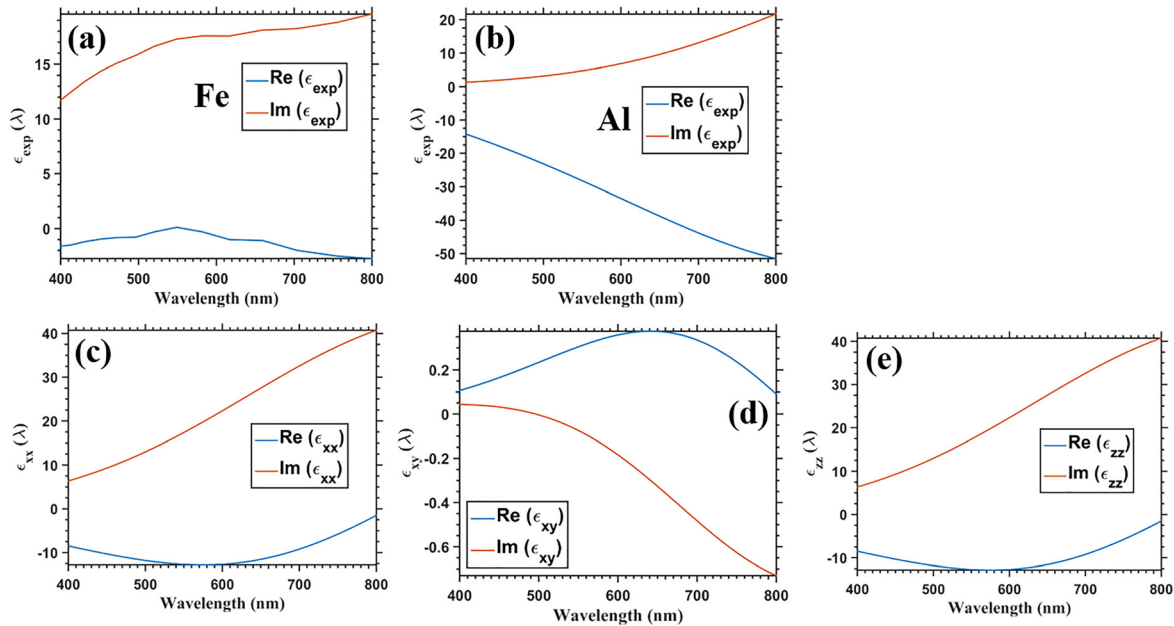 (a)
Fe
Re (ϵexp)
Im (ϵexp)
ϵexp (λ)
15
10
5
0
400 500 600 700 800
Wavelength (nm)
(b)
Al
Re (ϵexp)
Im (ϵexp)
ϵexp (λ)
20
10
0
-10
-20
-30
-40
-50
400 500 600 700 800
Wavelength (nm)
(c)
Re (ϵxx)
Im (ϵxx)
ϵxx (λ)
40
30
20
10
0
-10
400 500 600 700 800
Wavelength (nm)
(d)
Re (ϵxy)
Im (ϵxy)
ϵxy (λ)
0.2
0
-0.2
-0.4
-0.6
400 500 600 700 800
Wavelength (nm)
(e)
Re (ϵzz)
Im (ϵzz)
ϵzz (λ)
40
30
20
10
0
-10
400 500 600 700 800
Wavelength (nm)